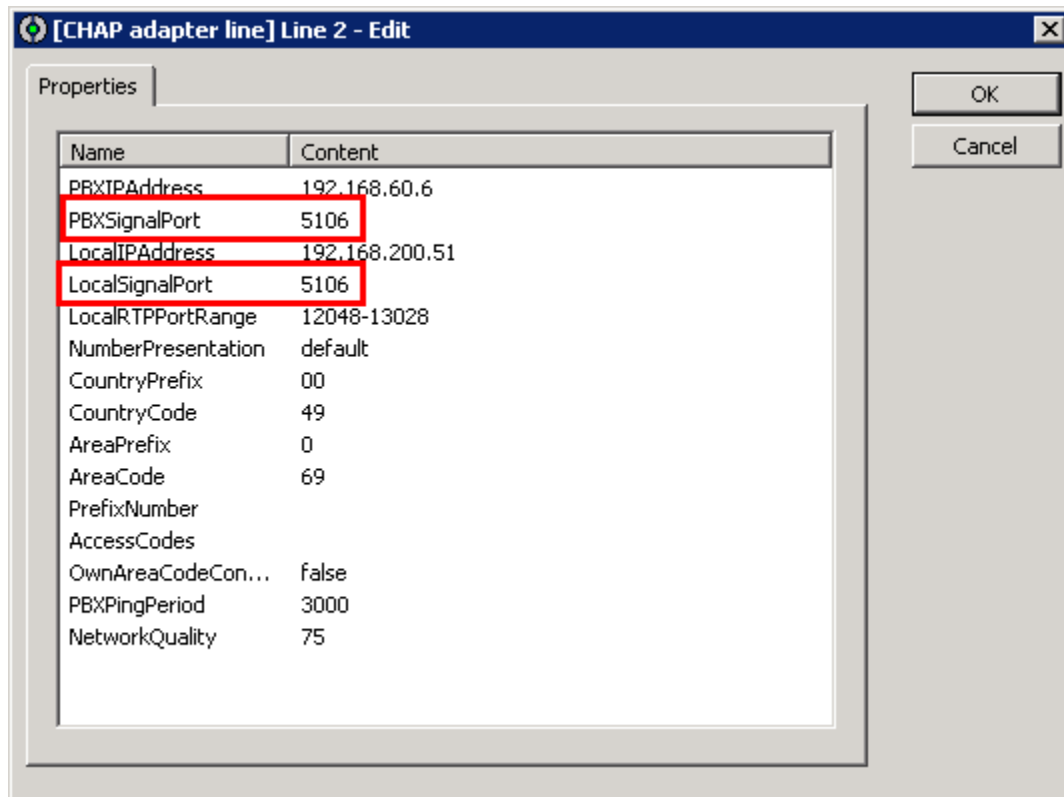 [CHAP adapter line] Line 2 - Edit
Properties
OK
Cancel
Name Content
PBXIPAddress 192.168.60.6
PBXSignalPort 5106
LocalIPAddress 192.168.200.51
LocalSignalPort 5106
LocalRTPPortRange 12048-13028
NumberPresentation default
CountryPrefix 00
CountryCode 49
AreaPrefix 0
AreaCode 69
PrefixNumber
AccessCodes
OwnAreaCodeCon... false
PBXPingPeriod 3000
NetworkQuality 75